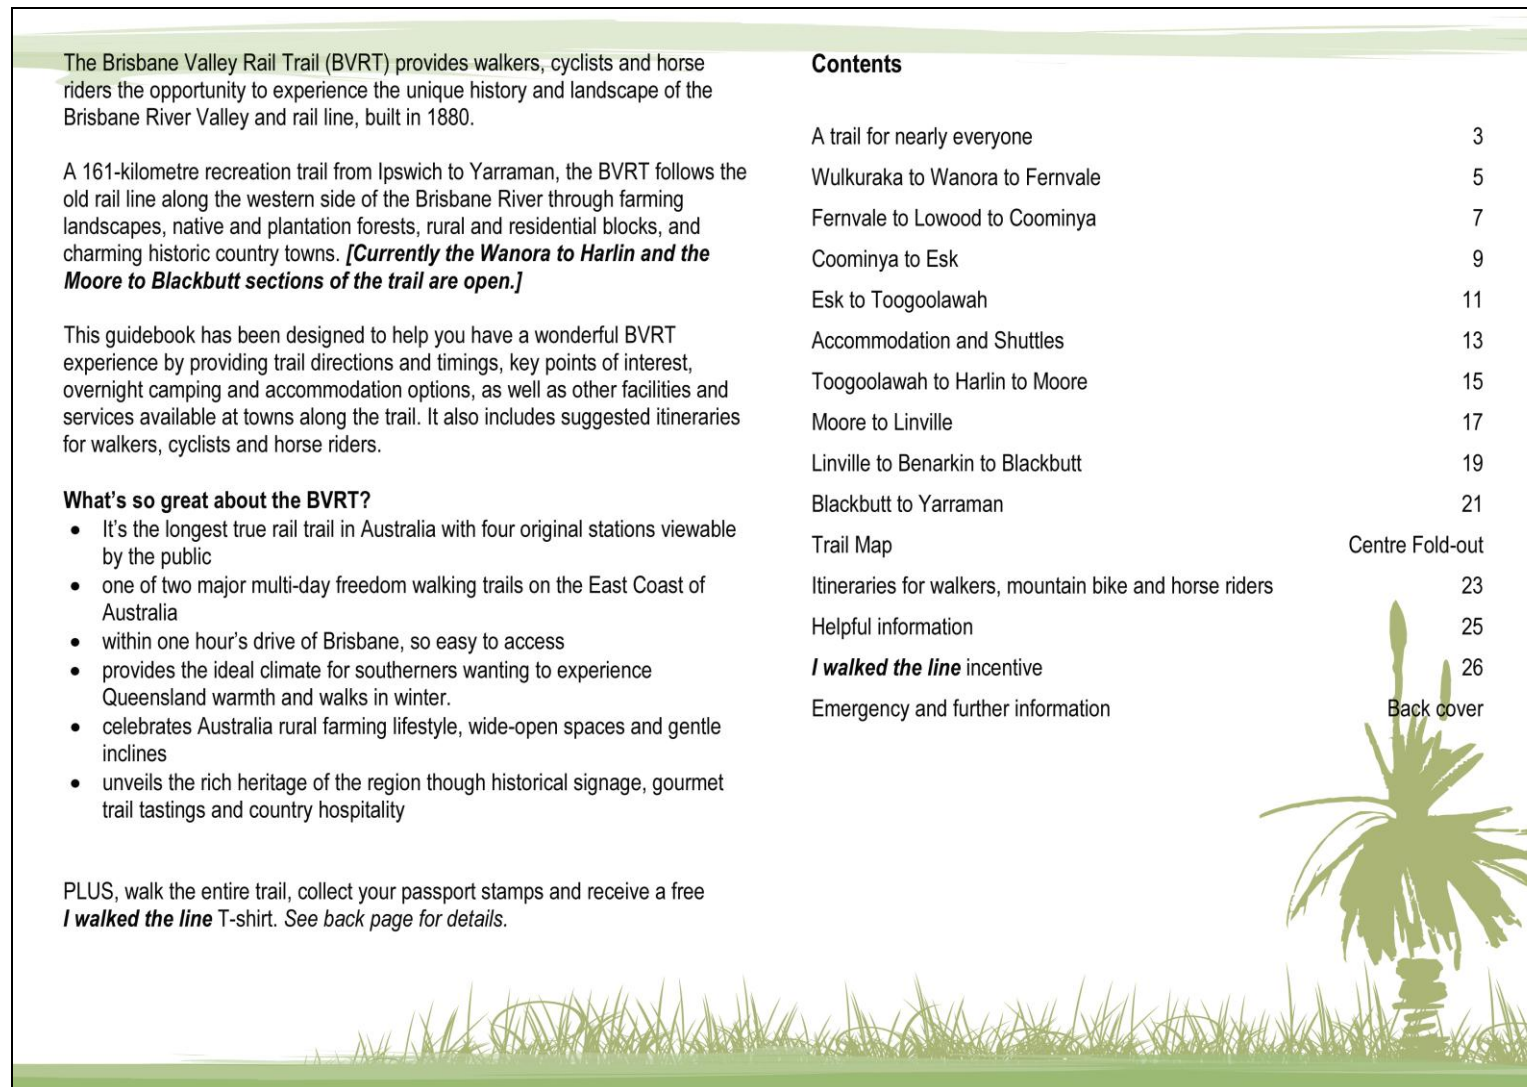 The Brisbane Valley Rail Trail (BVRT) provides walkers, cyclists and horse
riders the opportunity to experience the unique history and landscape of the
Brisbane River Valley and rail line, built in 1880.
A 161-kilometre recreation trail from Ipswich to Yarraman, the BVRT follows the
old rail line along the western side of the Brisbane River through farming
landscapes, native and plantation forests, rural and residential blocks, and
charming historic country towns. [Currently the Wanora to Harlin and the
Moore to Blackbutt sections of the trail are open.]
This guidebook has been designed to help you have a wonderful BVRT
experience by providing trail directions and timings, key points of interest,
overnight camping and accommodation options, as well as other facilities and
services available at towns along the trail. It also includes suggested itineraries
for walkers, cyclists and horse riders.
What's so great about the BVRT?
• It's the longest true rail trail in Australia with four original stations viewable
by the public
• one of two major multi-day freedom walking trails on the East Coast of
Australia
• within one hour's drive of Brisbane, so easy to access
• provides the ideal climate for southerners wanting to experience
Queensland warmth and walks in winter.
• celebrates Australia rural farming lifestyle, wide-open spaces and gentle
inclines
• unveils the rich heritage of the region though historical signage, gourmet
trail tastings and country hospitality
PLUS, walk the entire trail, collect your passport stamps and receive a free
I walked the line T-shirt. See back page for details.
Contents
A trail for nearly everyone 3
Wulkuraka to Wanora to Fernvale 5
Fernvale to Lowood to Coominya 7
Coominya to Esk 9
Esk to Toogoolawah 11
Accommodation and Shuttles 13
Toogoolawah to Harlin to Moore 15
Moore to Linville 17
Linville to Benarkin to Blackbutt 19
Blackbutt to Yarraman 21
Trail Map Centre Fold-out
Itineraries for walkers, mountain bike and horse riders 23
Helpful information 25
I walked the line incentive 26
Emergency and further information Back cover